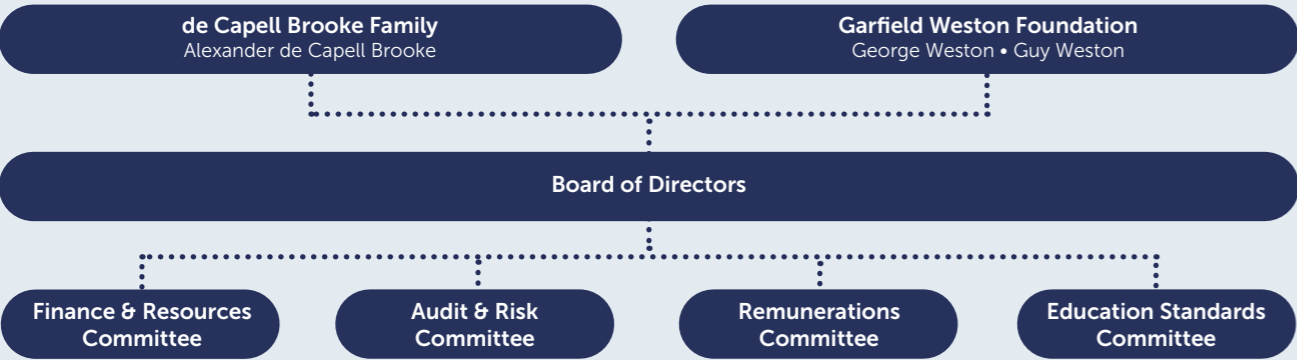 de Capell Brooke Family
Alexander de Capell Brooke
Garfield Weston Foundation
George Weston • Guy Weston
Board of Directors
Finance & Resources
Committee
Audit & Risk
Committee
Remunerations
Committee
Education Standards
Committee